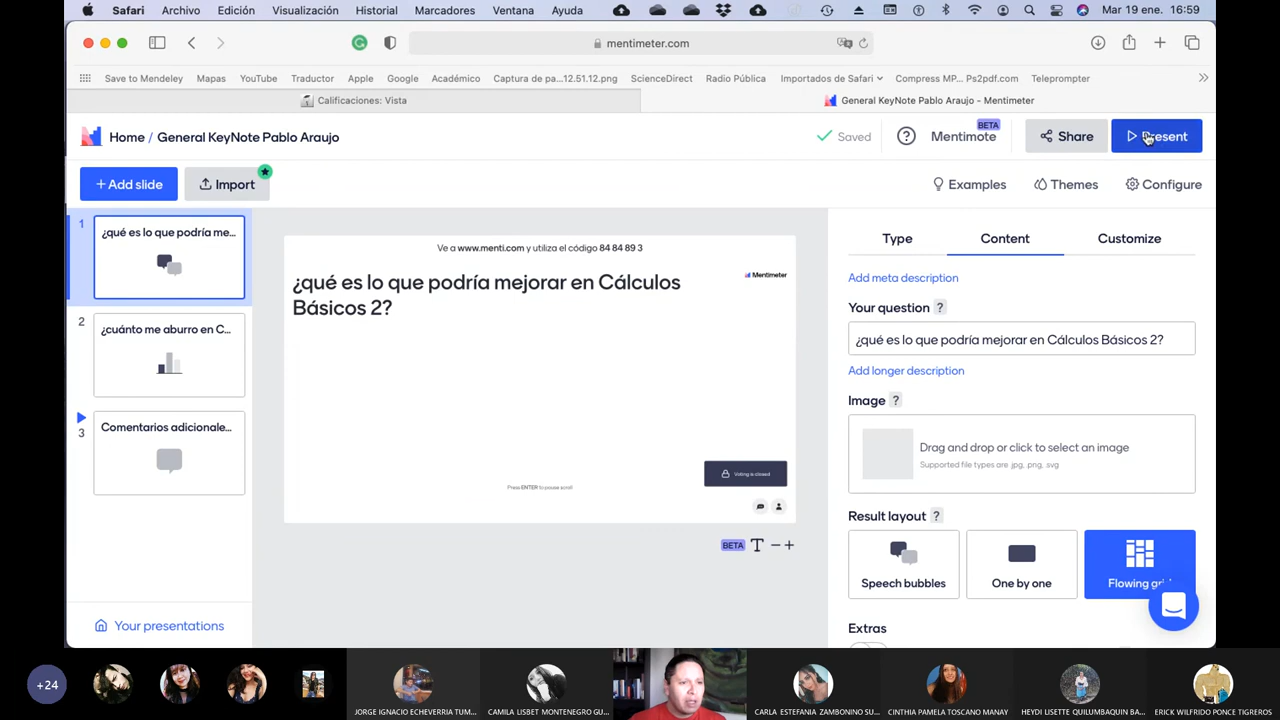 Safari Archivo Edición Visualización Historial Marcadores Ventana Ayuda Mar 19 ene. 16:59
mentimeter.com
Save to Mendeley Mapas YouTube Traductor Apple Google Académico Captura de pa...12.51.12.png ScienceDirect Radio Pública Importados de Safari Compress MP... Ps2pdf.com Teleprompter
Calificaciones: Vista General KeyNote Pablo Araujo - Mentimeter
BETA
Home / General KeyNote Pablo Araujo Saved Mentimote Share Present
+ Add slide Import Examples Themes Configure
1
¿qué es lo que podría me...
2
¿cuánto me aburro en C...
3
Comentarios adicionale...
Your presentations
Ve a www.menti.com y utiliza el código 84 84 89 3
Mentimeter
¿qué es lo que podría mejorar en Cálculos
Básicos 2?
Voting is closed
Press ENTER to pause scroll
BETA T − +
Type Content Customize
Add meta description
Your question ?
¿qué es lo que podría mejorar en Cálculos Básicos 2?
Add longer description
Image ?
Drag and drop or click to select an image
Supported file types are .jpg, .png, .svg
Result layout ?
Speech bubbles One by one Flowing grid
Extras
+24
JORGE IGNACIO ECHEVERRIA TUM... CAMILA LISBET MONTENEGRO GU... CARLA ESTEFANIA ZAMBONINO SU... CINTHIA PAMELA TOSCANO MANAY HEYDI LISSETTE QUILUMBAQUIN BA... ERICK WILFRIDO PONCE TIGREROS